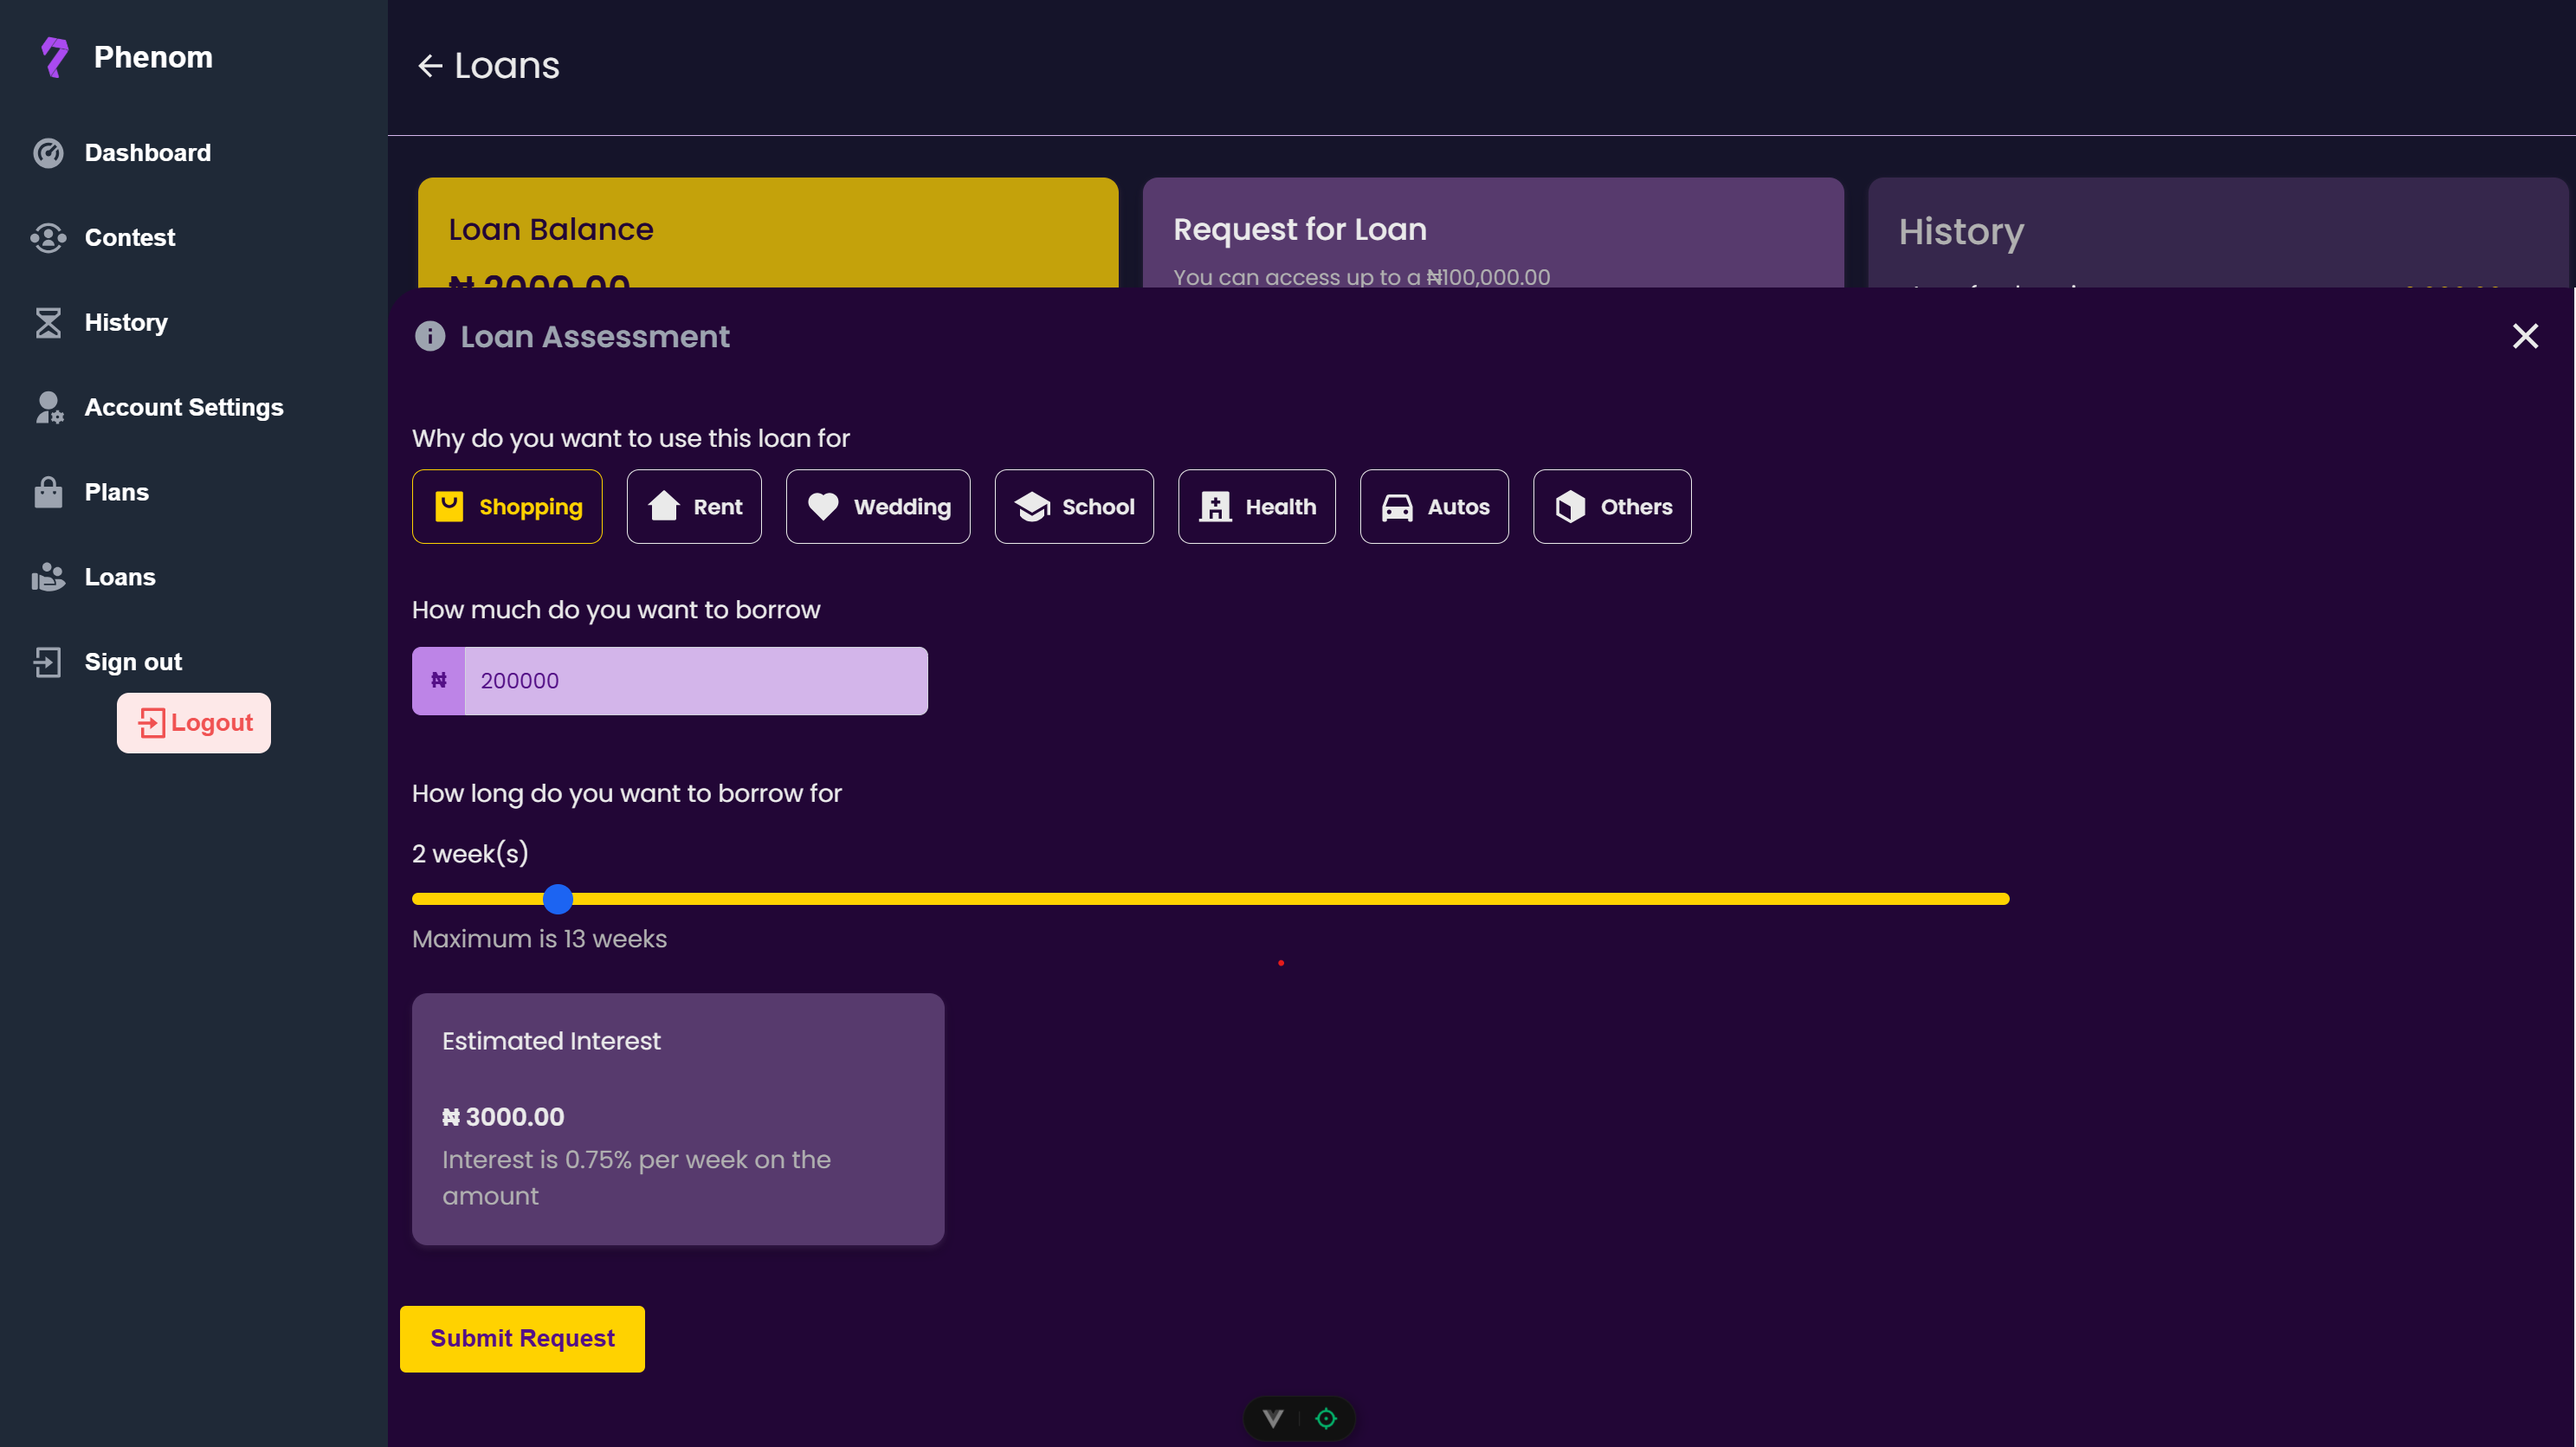 Phenom
Dashboard
Contest
History
Account Settings
Plans
Loans
Sign out
Logout
Loans
Loan Balance
₦ 2000.00
Request for Loan
You can access up to a ₦100,000.00
History
Loan Assessment
Why do you want to use this loan for
Shopping
Rent
Wedding
School
Health
Autos
Others
How much do you want to borrow
₦ 200000
How long do you want to borrow for
2 week(s)
Maximum is 13 weeks
Estimated Interest
₦ 3000.00
Interest is 0.75% per week on the
amount
Submit Request